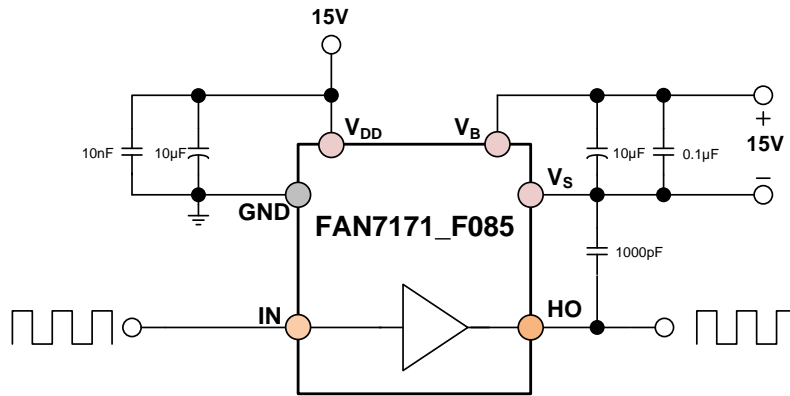 15V
VDD
VB
10nF
10µF
10µF
0.1µF
+
15V
−
VS
GND
FAN7171_F085
1000pF
IN
HO